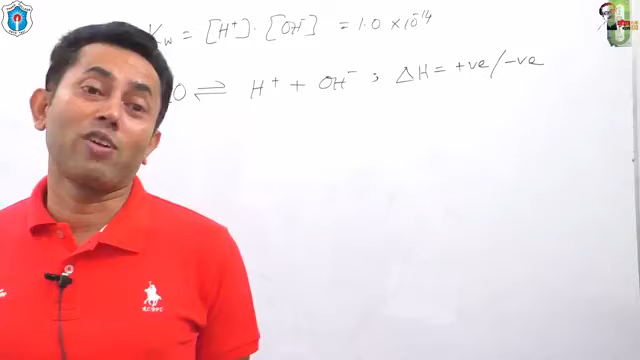 Kw = [H⁺]·[OH⁻] = 1.0 × 10⁻¹⁴
O ⇌ H⁺ + OH⁻ ; ΔH = +ve/-ve